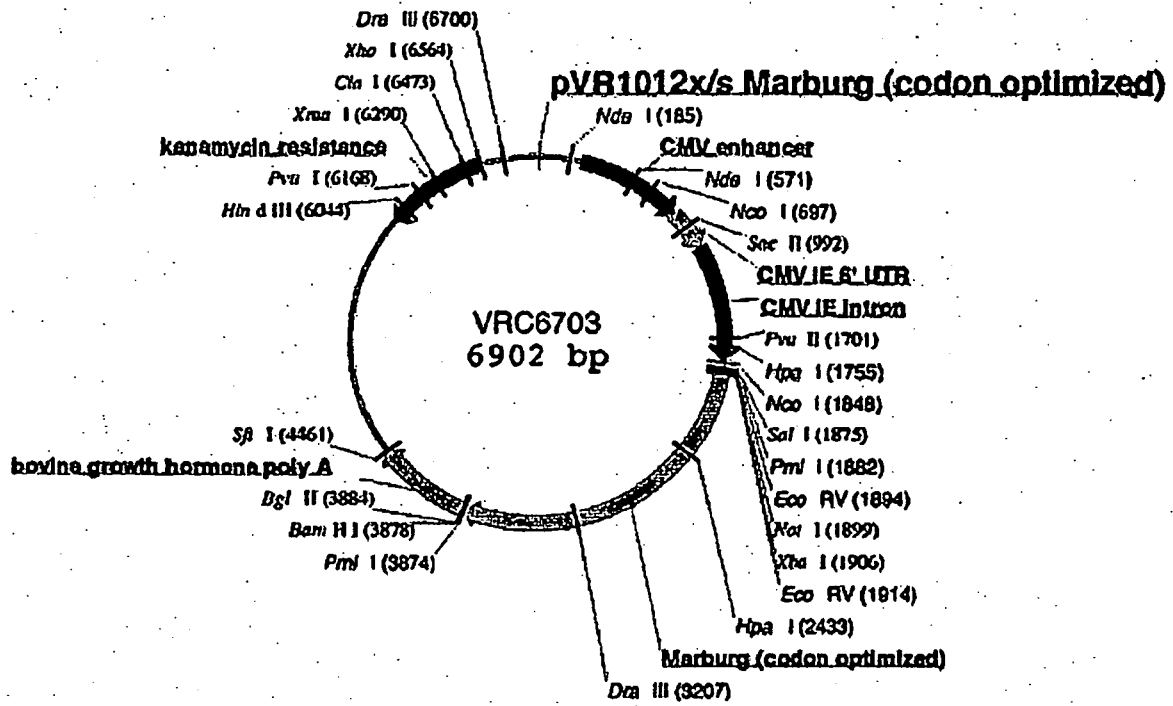 Dra III (6700)
Xho I (6564)
Cla I (6473)
Xma I (6290)
kanamycin resistance
Pvu I (6168)
Hin d III (6044)
pVR1012x/s Marburg (codon optimized)
Nde I (185)
CMV enhancer
Nde I (571)
Nco I (697)
Sac II (992)
CMV IE 5' UTR
CMV IE Intron
Pvu II (1701)
Hpa I (1755)
Nco I (1848)
Sal I (1875)
Pml I (1882)
Eco RV (1894)
Not I (1899)
Xba I (1906)
Eco RV (1914)
Hpa I (2433)
Marburg (codon optimized)
Dra III (3207)
VRC6703
6902 bp
Sfi I (4461)
bovine growth hormone poly A
Bgl II (3884)
Bam H I (3878)
Pml I (3874)